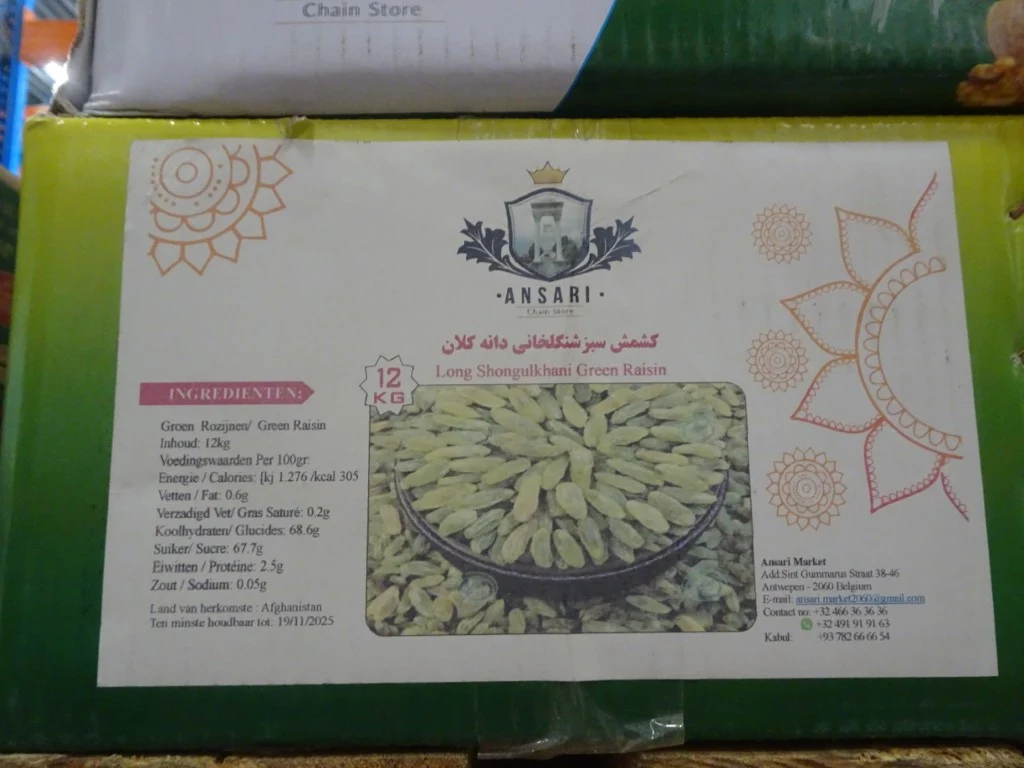 Chain Store
ANSARI
Chain Store
کشمش سبز شنگلخانی دانه کلان
Long Shongulkhani Green Raisin
12
KG
INGREDIENTEN:
Groen Rozijnen/ Green Raisin
Inhoud: 12kg
Voedingswaarden Per 100gr:
Energie / Calories: [kj 1.276 /kcal 305
Vetten / Fat: 0.6g
Verzadigd Vet/ Gras Saturé: 0.2g
Koolhydraten/ Glucides: 68.6g
Suiker/ Sucre: 67.7g
Eiwitten / Protéine: 2.5g
Zout / Sodium: 0.05g
Land van herkomste : Afghanistan
Ten minste houdbaar tot: 19/11/2025
Ansari Market
Add:Sint Gummarus Straat 38-46
Antwepen - 2060 Belgium
E-mail: ansari.market2060@gmail.com
Contact no: +32 466 36 36 36
+32 491 91 91 63
Kabul: +93 782 66 66 54